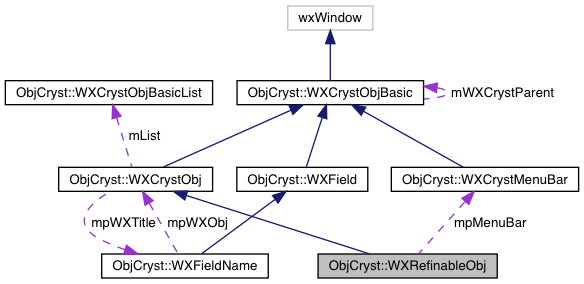 wxWindow
ObjCryst::WXCrystObjBasicList
ObjCryst::WXCrystObjBasic
mWXCrystParent
mList
ObjCryst::WXCrystObj
ObjCryst::WXField
ObjCryst::WXCrystMenuBar
mpWXTitle
mpWXObj
mpMenuBar
ObjCryst::WXFieldName
ObjCryst::WXRefinableObj